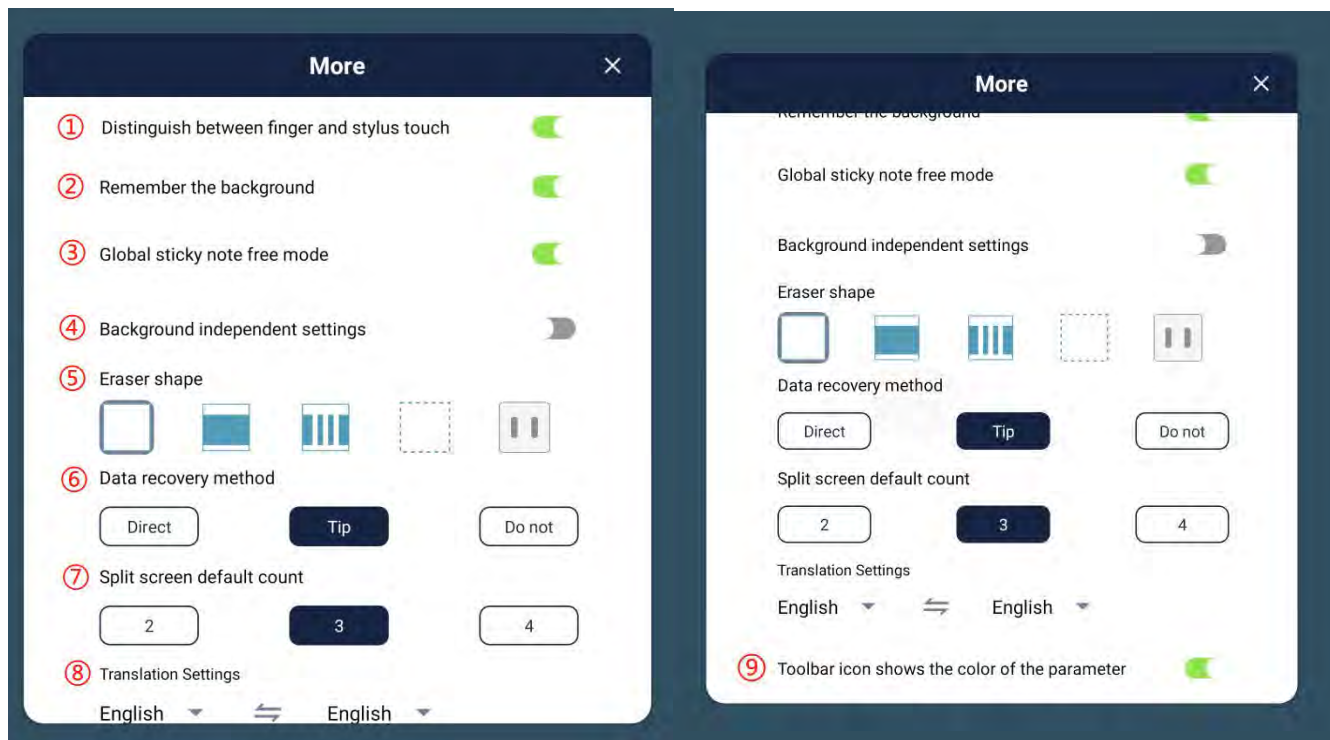 More ×
① Distinguish between finger and stylus touch
② Remember the background
③ Global sticky note free mode
④ Background independent settings
⑤ Eraser shape
⑥ Data recovery method
Direct Tip Do not
⑦ Split screen default count
2 3 4
⑧ Translation Settings
English English
More ×
Remember the background
Global sticky note free mode
Background independent settings
Eraser shape
Data recovery method
Direct Tip Do not
Split screen default count
2 3 4
Translation Settings
English English
⑨ Toolbar icon shows the color of the parameter